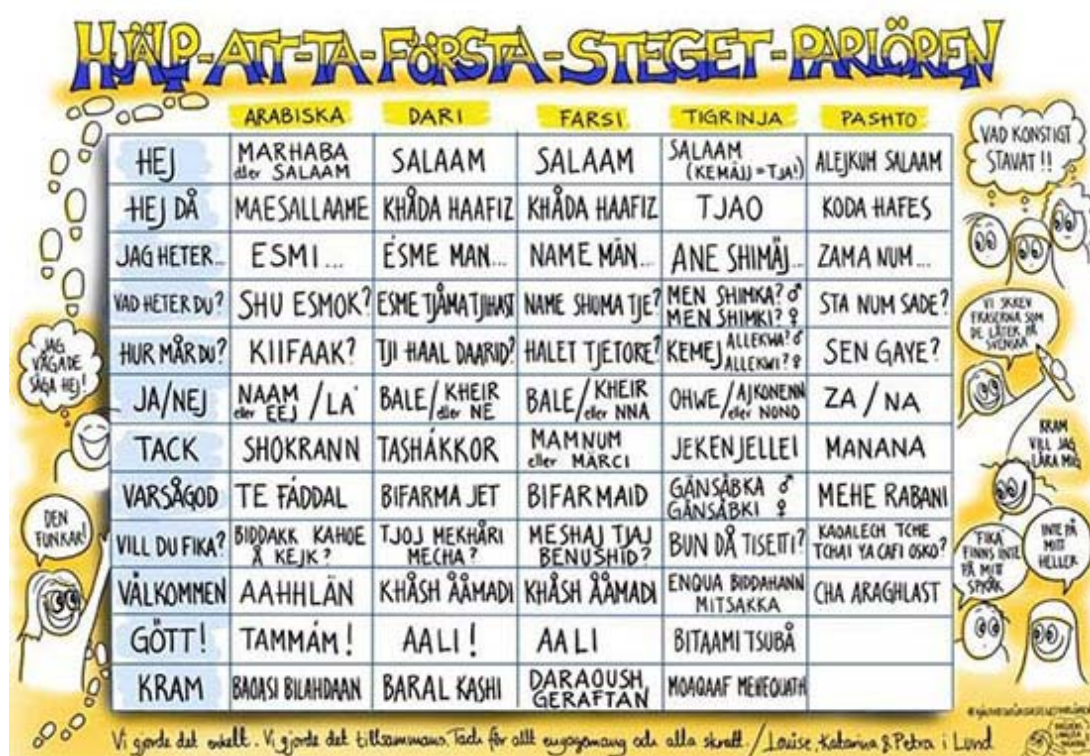 HJÄLP-ATT-TA-FÖRSTA-STEGET-PARLÖREN
ARABISKA DARI FARSI TIGRINJA PASHTO
HEJ MARHABA eller SALAAM SALAAM SALAAM SALAAM (KEMÄJJ=TJA!) ALEJKUM SALAAM
HEJ DÅ MAESALLAAME KHÅDA HAAFIZ KHÅDA HAAFIZ TJAO KODA HAFES
JAG HETER... ESMI... ÉSME MAN... NAME MÄN... ANE SHIMÄJ... ZAMA NUM...
VAD HETER DU? SHU ESMOK? ESME TJÅMA TJIHAST NAME SHUMA TJE? MEN SHIMKA? ♂ MEN SHIMKI? ♀ STA NUM SADE?
HUR MÅR DU? KIIFAAK? TJI HAAL DAARID? HALET TJETORE? KEMEJ ALLEKWA? ♂ ALLEKWI? ♀ SEN GAYE?
JA/NEJ NAAM eller EEJ /LA' BALE/KHEIR eller NE BALE/KHEIR eller NNA OHWE/AJKONENN eller NONO ZA / NA
TACK SHOKRANN TASHÁKKOR MAMNUM eller MÄRCI JEKENJELLEI MANANA
VARSÅGOD TE FÁDDAL BIFARMA JET BIFARMAID GÄNSÅBKA ♂ GÄNSÅBKI ♀ MEHE RABANI
VILL DU FIKA? BIDDAKK KAHOE Å KEJK? TJOJ MEKHÅRI MECHA? MESHAJ TJAJ BENUSHID? BUN DÅ TISETTI? KAOALECH TCHE TCHAI YA CAFI OSKO?
VÄLKOMMEN AAHHLÄN KHÅSH ÅÅMADI KHÅSH ÅÅMADI ENQUA BIDDAHANN MITSAKKA CHA ARAGHLAST
GÖTT! TAMMÁM! AALI! AALI BITAAMI TSUBÅ
KRAM BAOASI BILAHDAAN BARAL KASHI DARAOUSH GERAFTAN MOAQAAF MEHEQUATH
VAD KONSTIGT
STAVAT!!
VI SKREV
FRASERNA SOM
DE LÅTER PÅ
SVENSKA
KRAM
VILL JAG
LÄRA MIG
FIKA
FINNS INTE
PÅ MITT
SPRÅK
INTE PÅ
MITT
HELLER
JAG
VÅGADE
SÄGA HEJ!
DEN
FUNKAR!
Vi gjorde det enkelt. Vi gjorde det tillsammans. Tack för allt engagemang och alla skratt. / Louise, Katarina & Petra i Lund